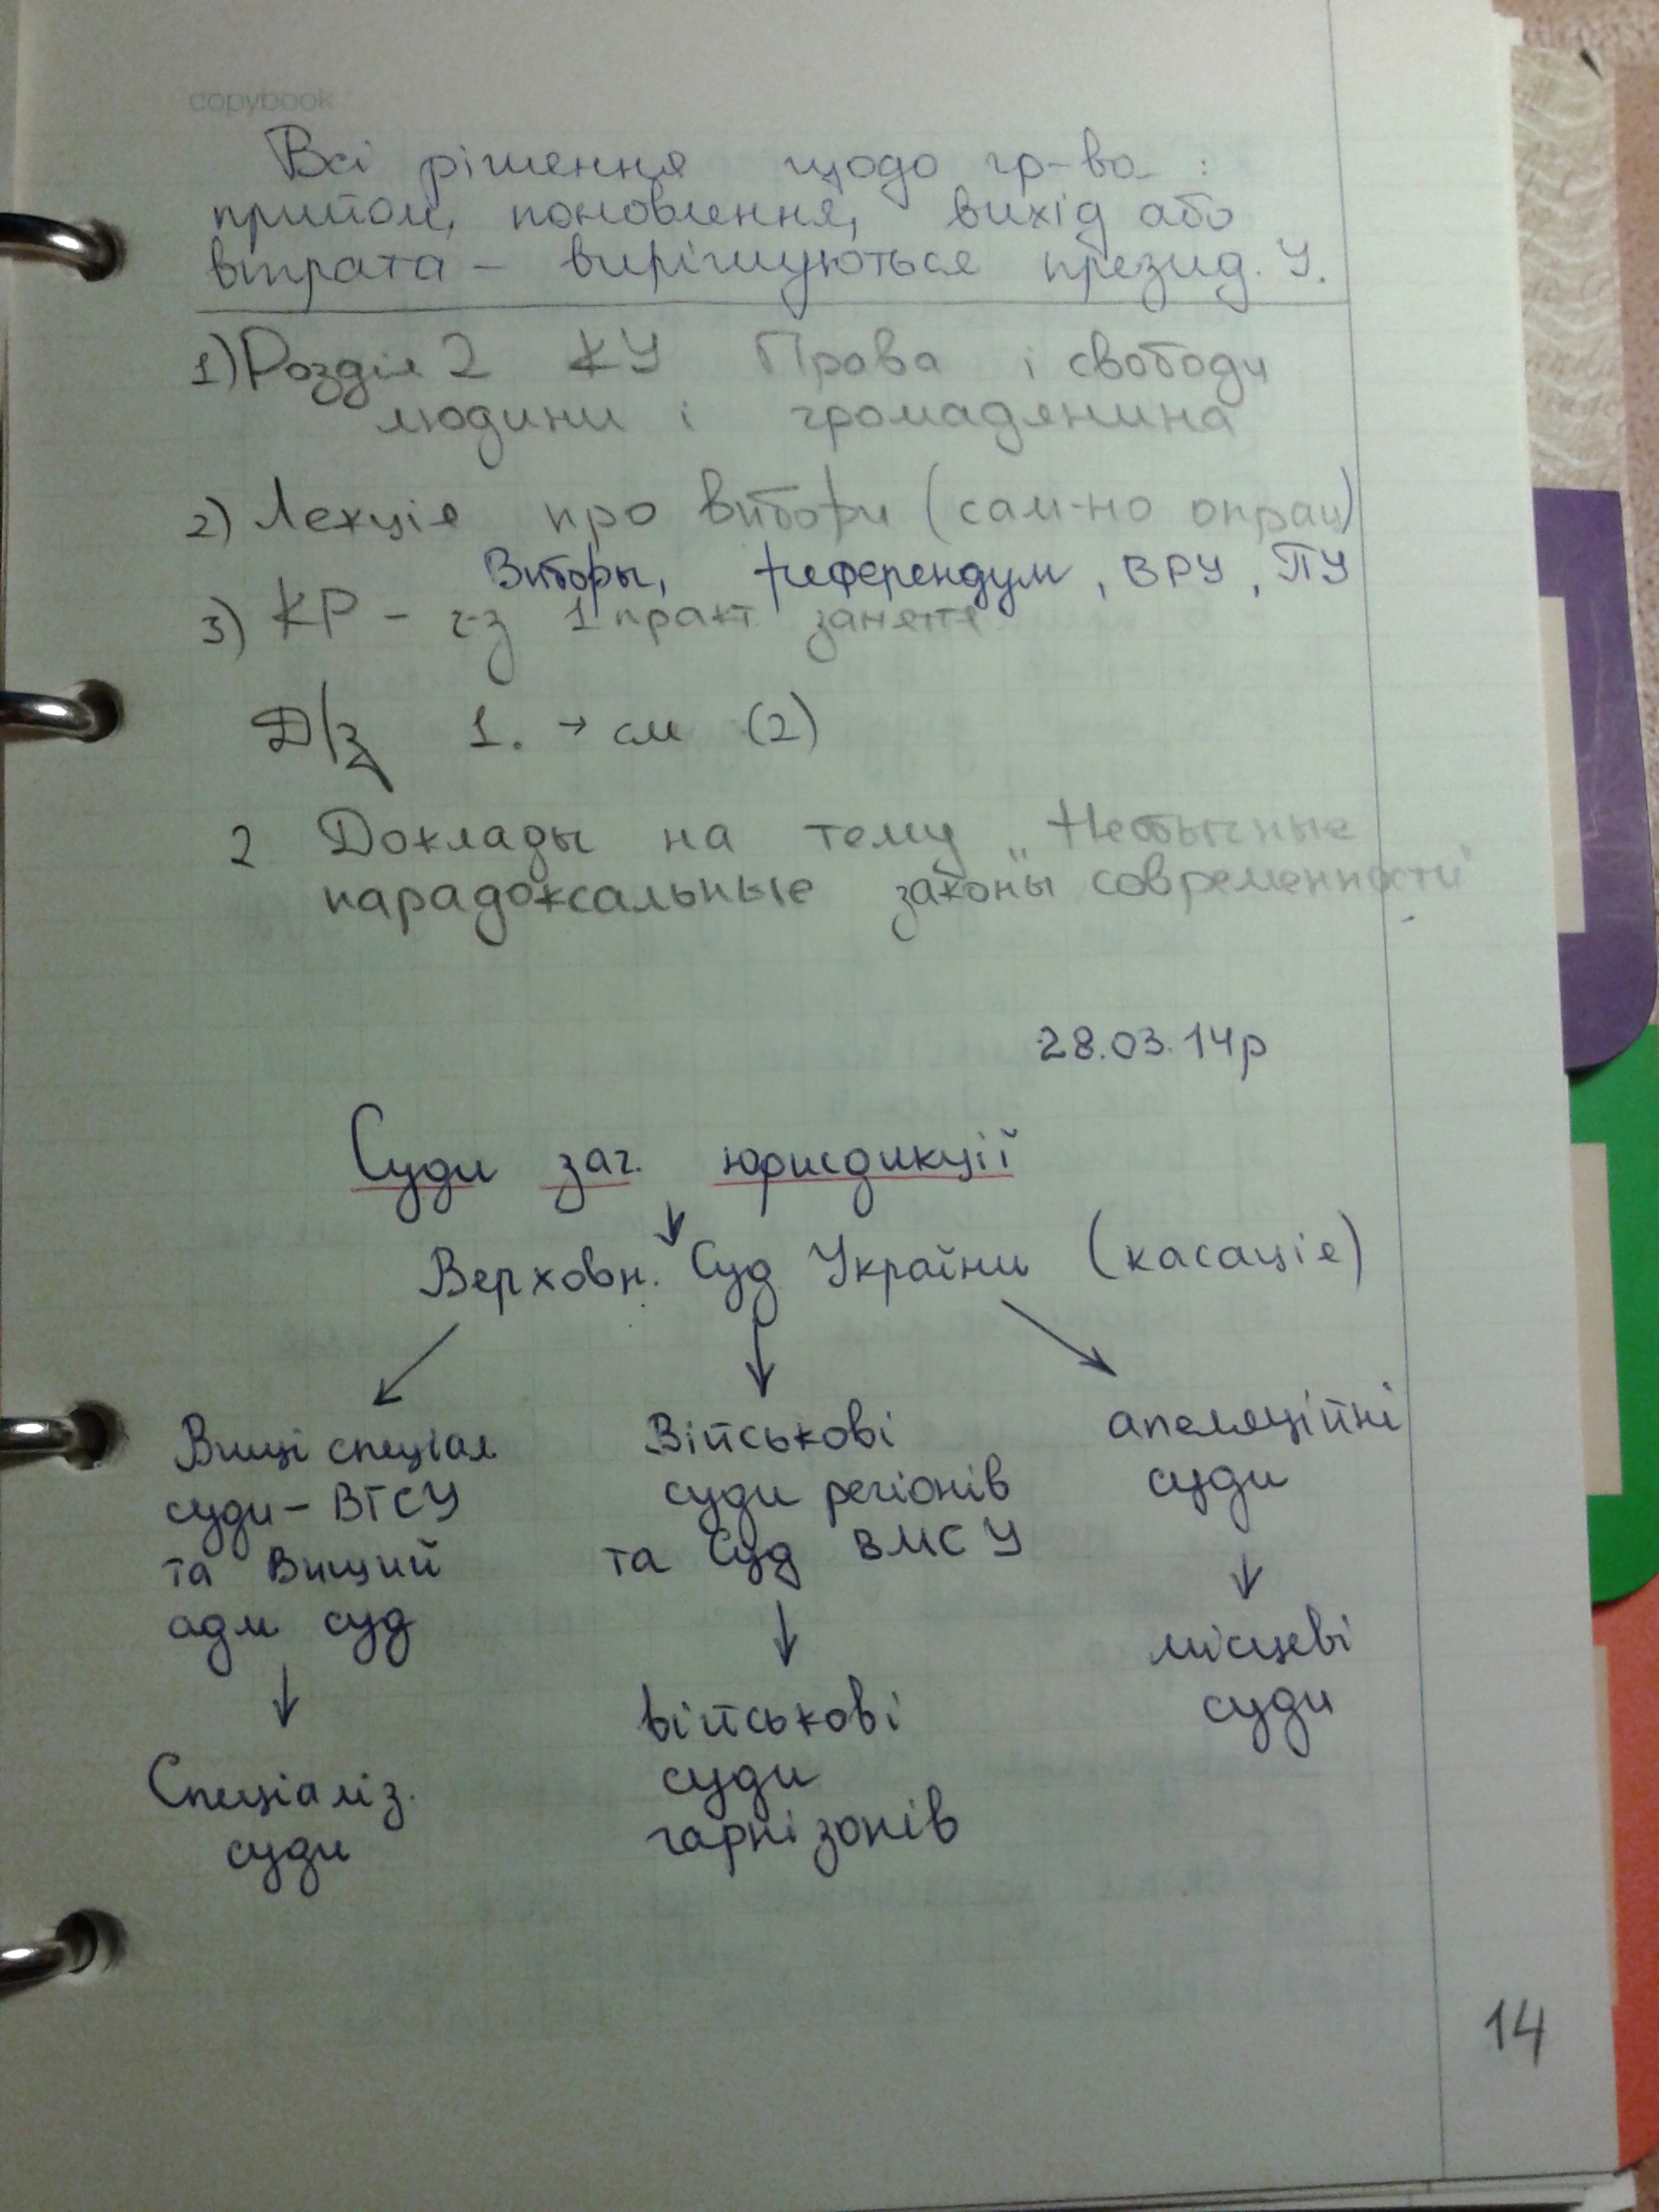 copybook
Всі рішення щодо гр-ва :
прийом, поновлення, вихід або
втрата – вирішуються презид. У.
1) Розділ 2 КУ Права і свободи
людини і громадянина
2) Лекція про вибори (сам-но опрац)
Виборы, референдум, ВРУ, ПУ
3) КР – ч-з 1 практ заняття
Д/з 1. → см (2)
2 Доклады на тему „Необычные
парадоксальные законы современности"
28.03.14р
Суди заг. юрисдикції
↓
Верховн. Суд України (касація)
Вищі спеціал
суди – ВГСУ
та Вищий
адм суд
↓
Спеціаліз.
суди
Військові
суди регіонів
та Суд ВМСУ
↓
військові
суди
гарнізонів
апеляційні
суди
↓
місцеві
суди
14